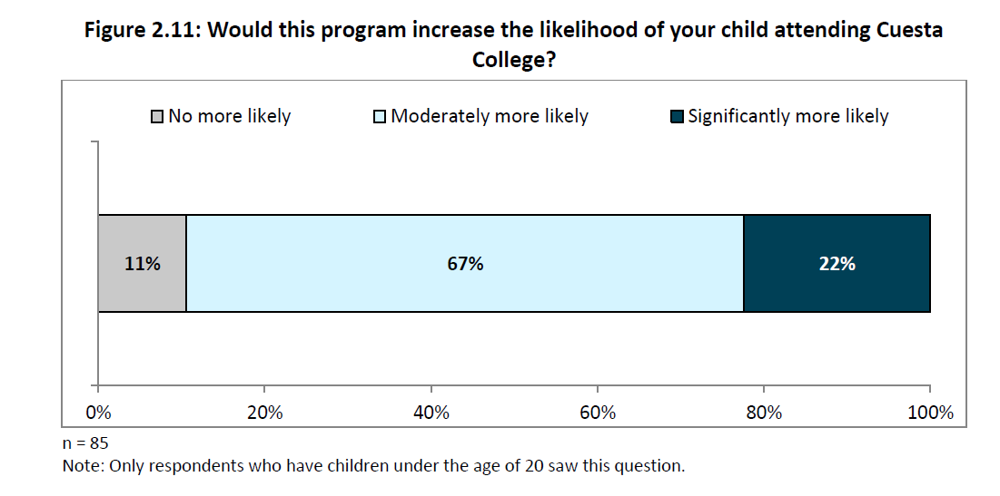 Figure 2.11: Would this program increase the likelihood of your child attending Cuesta
College?
No more likely Moderately more likely Significantly more likely
11% 67% 22%
0% 20% 40% 60% 80% 100%
n = 85
Note: Only respondents who have children under the age of 20 saw this question.